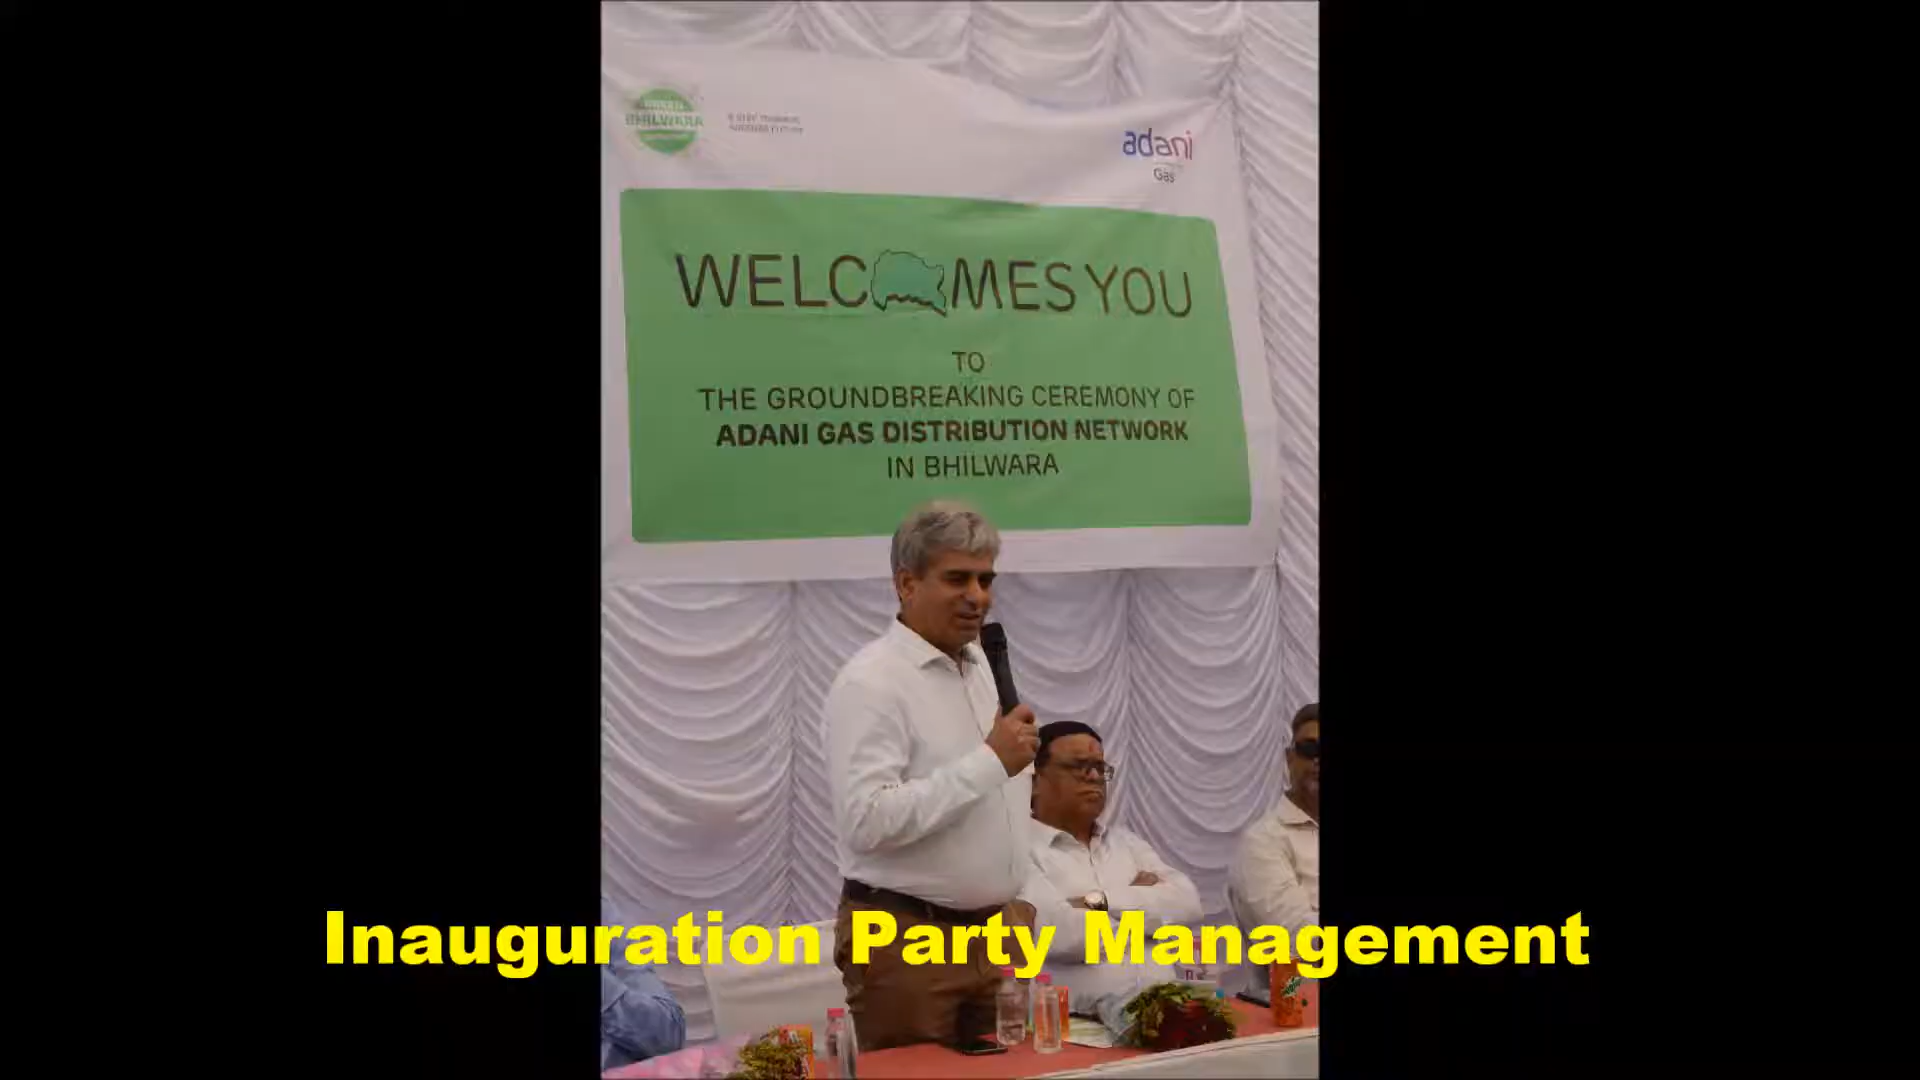 GREEN
BHILWARA
adani
Gas
WELCOMES YOU
TO
THE GROUNDBREAKING CEREMONY OF
ADANI GAS DISTRIBUTION NETWORK
IN BHILWARA
Inauguration Party Management